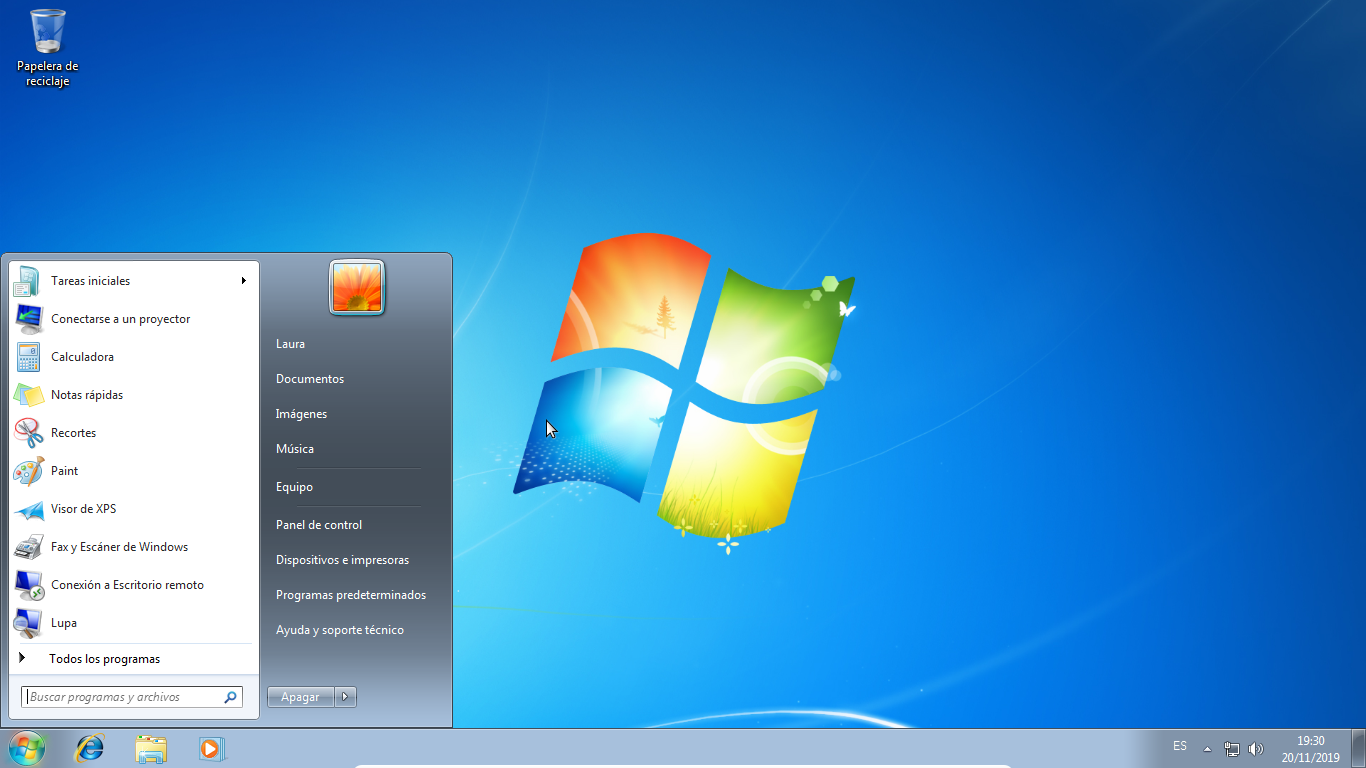 Papelera de
reciclaje
Tareas iniciales
Conectarse a un proyector
Calculadora
Notas rápidas
Recortes
Paint
Visor de XPS
Fax y Escáner de Windows
Conexión a Escritorio remoto
Lupa
Todos los programas
Buscar programas y archivos
Laura
Documentos
Imágenes
Música
Equipo
Panel de control
Dispositivos e impresoras
Programas predeterminados
Ayuda y soporte técnico
Apagar
ES
19:30
20/11/2019